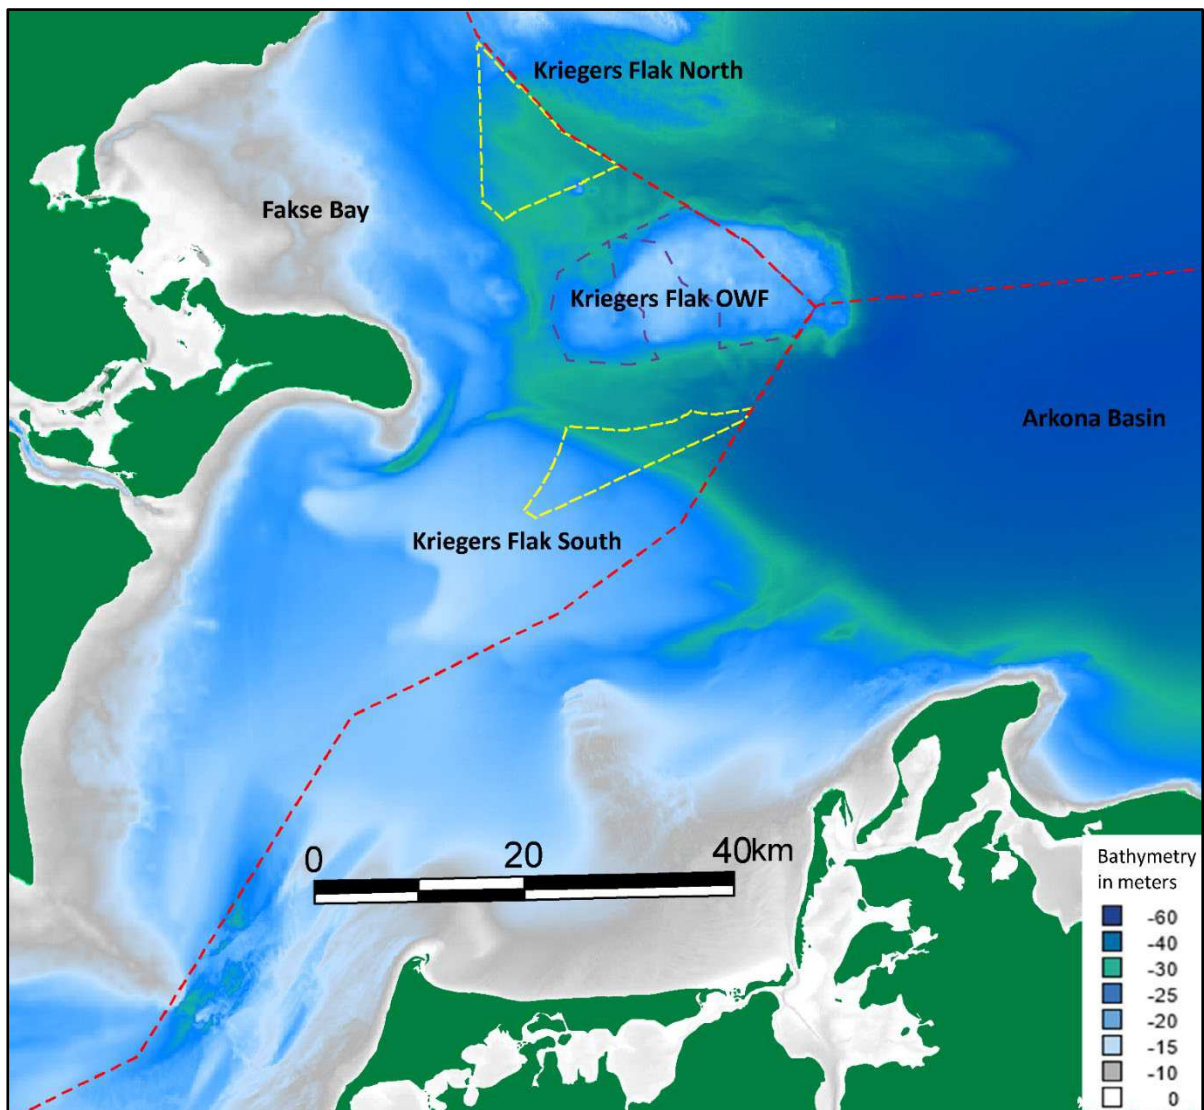 Kriegers Flak North
Fakse Bay
Kriegers Flak OWF
Arkona Basin
Kriegers Flak South
0 20 40km
Bathymetry
in meters
-60
-40
-30
-25
-20
-15
-10
0